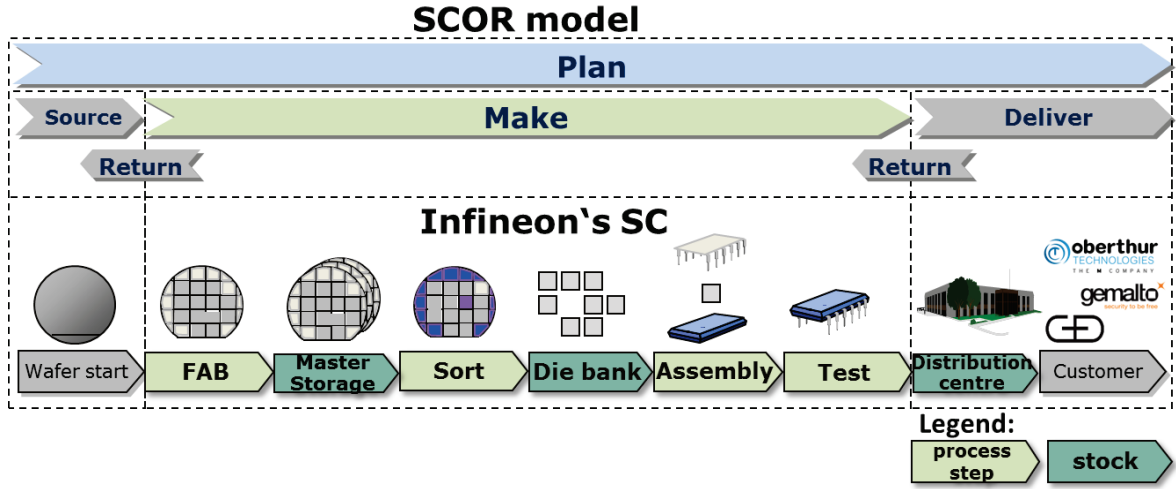 SCOR model
Plan
Source
Make
Deliver
Return
Return
Infineon‘s SC
oberthur
TECHNOLOGIES
THE M COMPANY
gemalto
security to be free
Wafer start
FAB
Master
Storage
Sort
Die bank
Assembly
Test
Distribution
centre
Customer
Legend:
process
step
stock